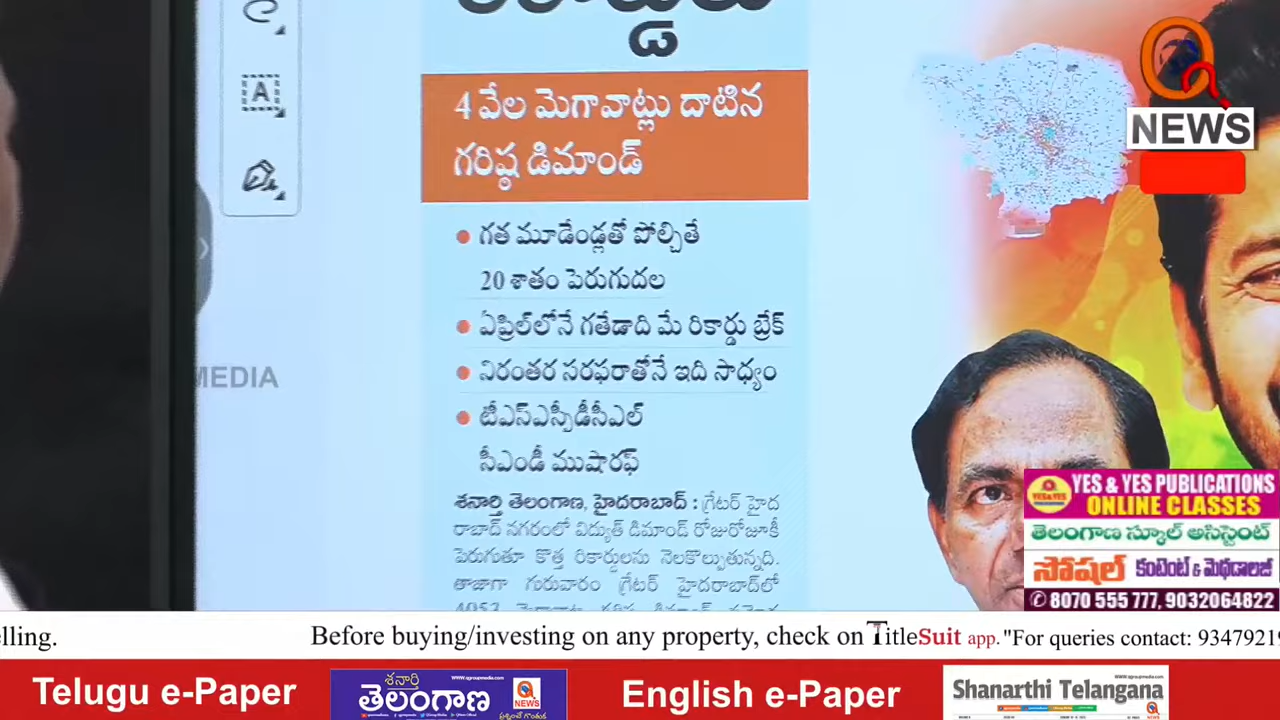 4 వేల మెగావాట్లు దాటిన
గరిష్ఠ డిమాండ్
గత మూడేండ్లతో పోల్చితే
20 శాతం పెరుగుదల
ఏప్రిల్‌లోనే గతేడాది మే రికార్డు బ్రేక్
నిరంతర సరఫరాతోనే ఇది సాధ్యం
టీఎస్ఎస్పీడీసీఎల్
సీఎండీ ముషారఫ్
శనార్తి తెలంగాణ, హైదరాబాద్ : గ్రేటర్ హైద
రాబాద్ నగరంలో విద్యుత్ డిమాండ్ రోజురోజుకీ
పెరుగుతూ కొత్త రికార్డులను నెలకొల్పుతున్నది.
తాజాగా గురువారం గ్రేటర్ హైదరాబాద్‌లో
MEDIA
NEWS
YES & YES PUBLICATIONS
ONLINE CLASSES
తెలంగాణ స్కూల్ అసిస్టెంట్
సోషల్ కంటెంట్ & మెథడాలజీ
8070 555 777, 9032064822
elling. Before buying/investing on any property, check on TitleSuit app. "For queries contact: 93479219
Telugu e-Paper
శనార్తి
తెలంగాణ
NEWS
English e-Paper
Shanarthi Telangana